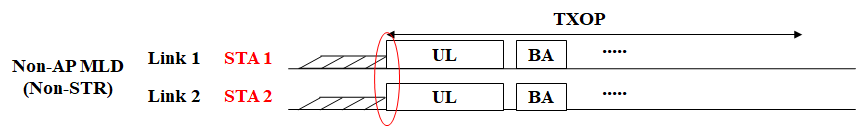 TXOP
Non-AP MLD
(Non-STR)
Link 1 STA 1 UL BA .....
Link 2 STA 2 UL BA .....